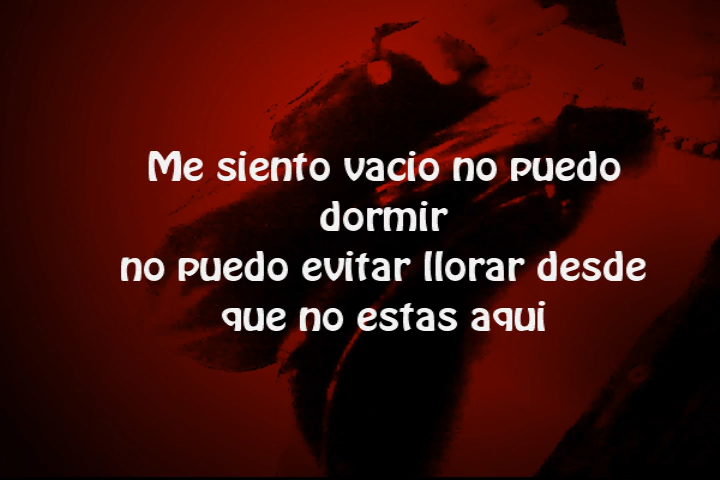 Me siento vacio no puedo
dormir
no puedo evitar llorar desde
que no estas aqui